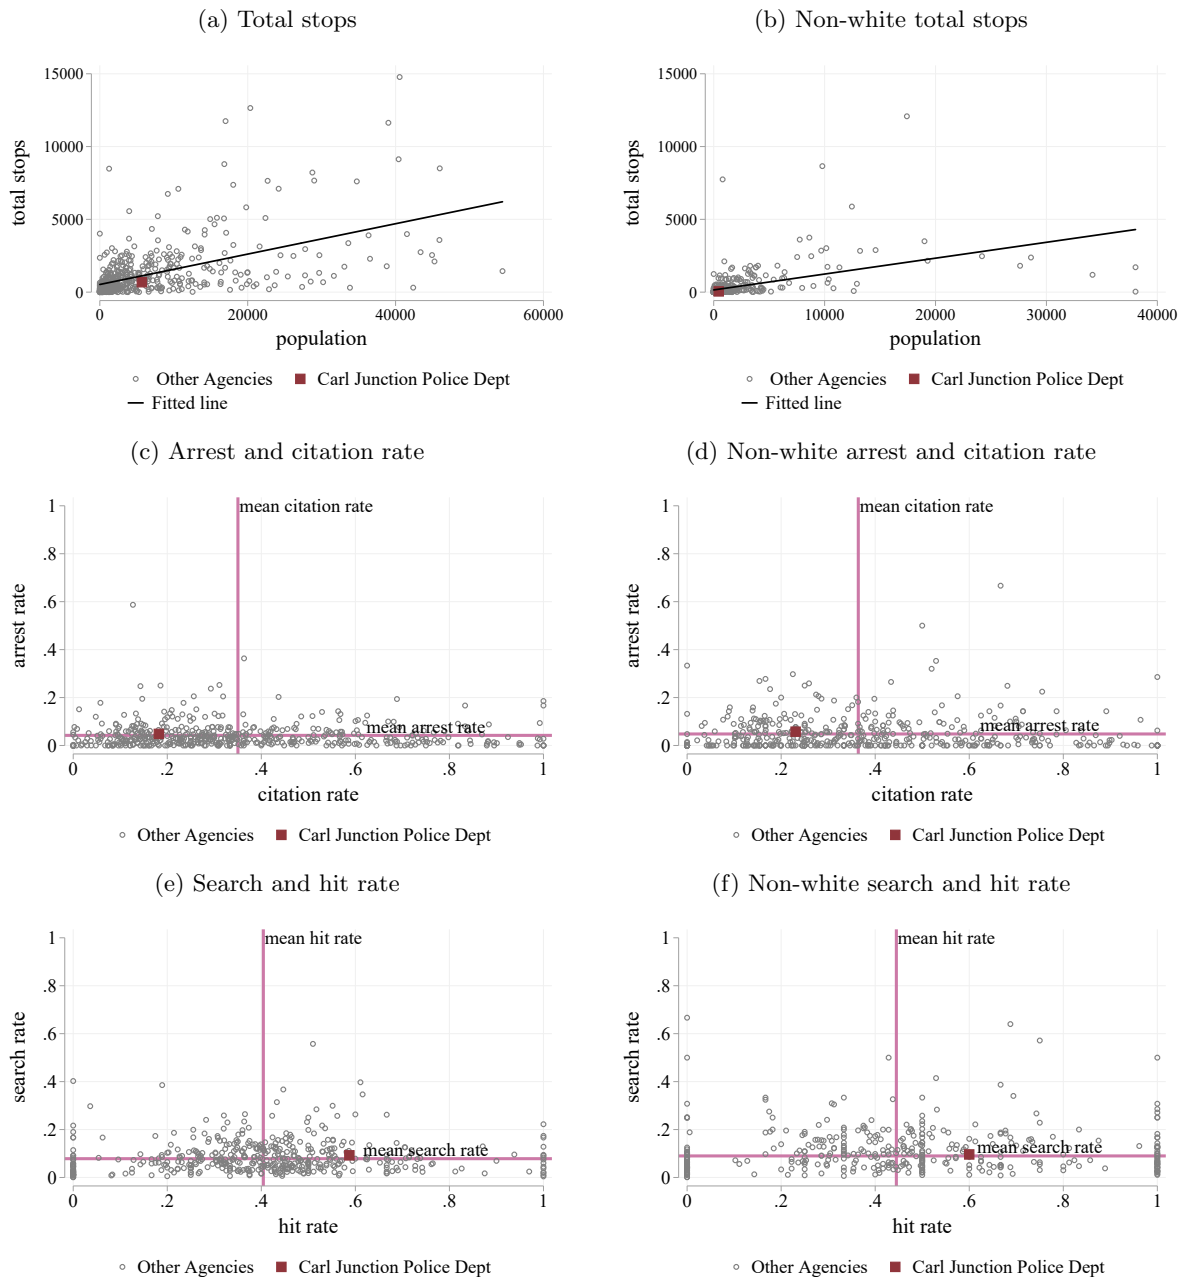 (a) Total stops
(b) Non-white total stops
15000
10000
5000
0
total stops
0 20000 40000 60000
population
Other Agencies Carl Junction Police Dept
Fitted line
15000
10000
5000
0
total stops
0 10000 20000 30000 40000
population
Other Agencies Carl Junction Police Dept
Fitted line
(c) Arrest and citation rate
(d) Non-white arrest and citation rate
1
.8
.6
.4
.2
0
arrest rate
mean citation rate
mean arrest rate
0 .2 .4 .6 .8 1
citation rate
Other Agencies Carl Junction Police Dept
1
.8
.6
.4
.2
0
arrest rate
mean citation rate
mean arrest rate
0 .2 .4 .6 .8 1
citation rate
Other Agencies Carl Junction Police Dept
(e) Search and hit rate
(f) Non-white search and hit rate
1
.8
.6
.4
.2
0
search rate
mean hit rate
mean search rate
0 .2 .4 .6 .8 1
hit rate
Other Agencies Carl Junction Police Dept
1
.8
.6
.4
.2
0
search rate
mean hit rate
mean search rate
0 .2 .4 .6 .8 1
hit rate
Other Agencies Carl Junction Police Dept